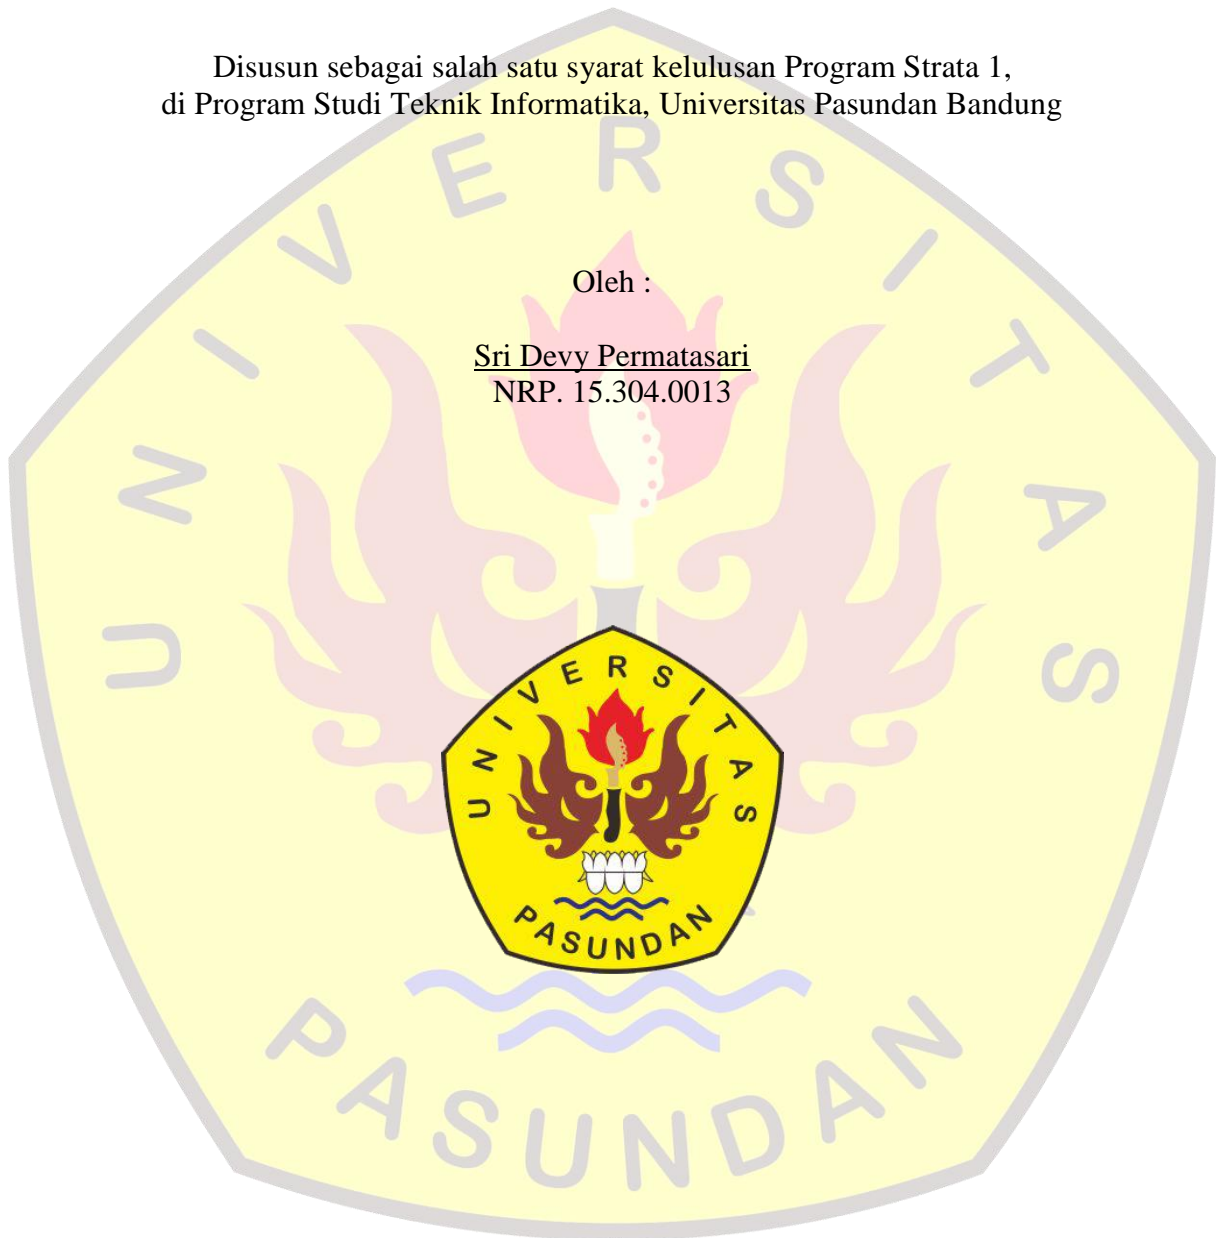 Disusun sebagai salah satu syarat kelulusan Program Strata 1,
di Program Studi Teknik Informatika, Universitas Pasundan Bandung
Oleh :
Sri Devy Permatasari
NRP. 15.304.0013
UNIVERSITAS
PASUNDAN
UNIVERSITAS
PASUNDAN